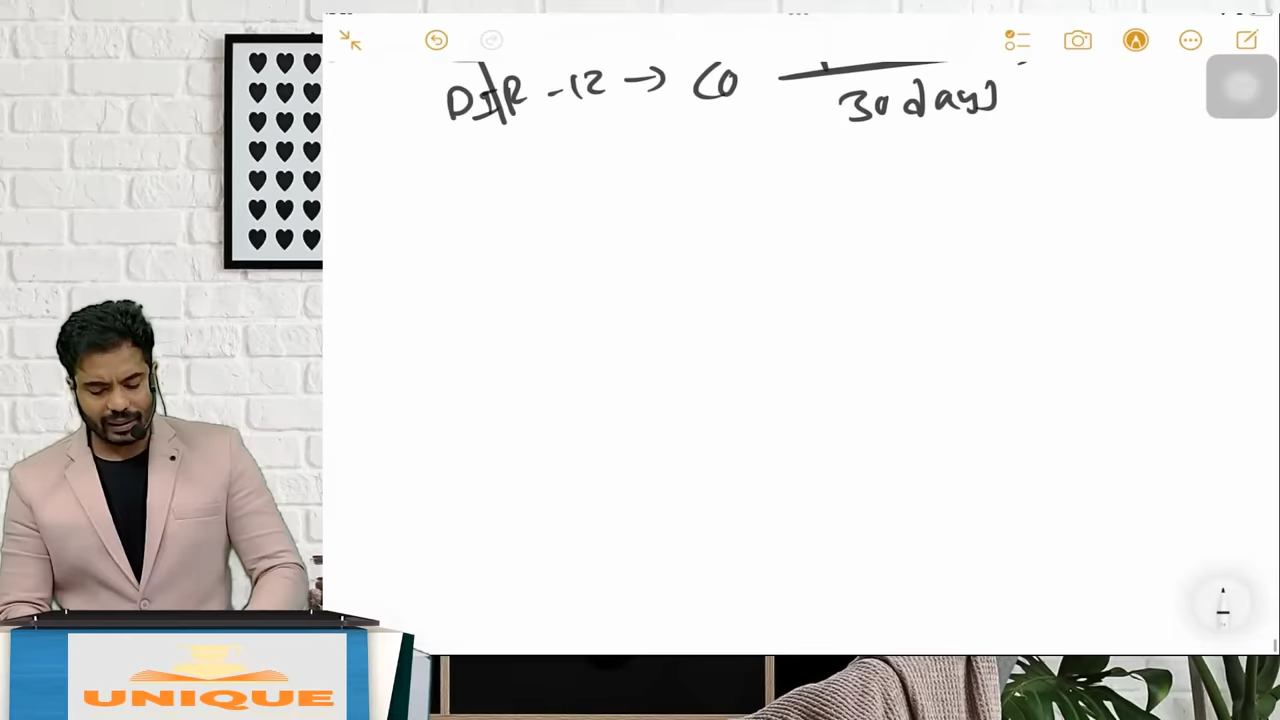 DIR-12 → CO
30 days
UNIQUE